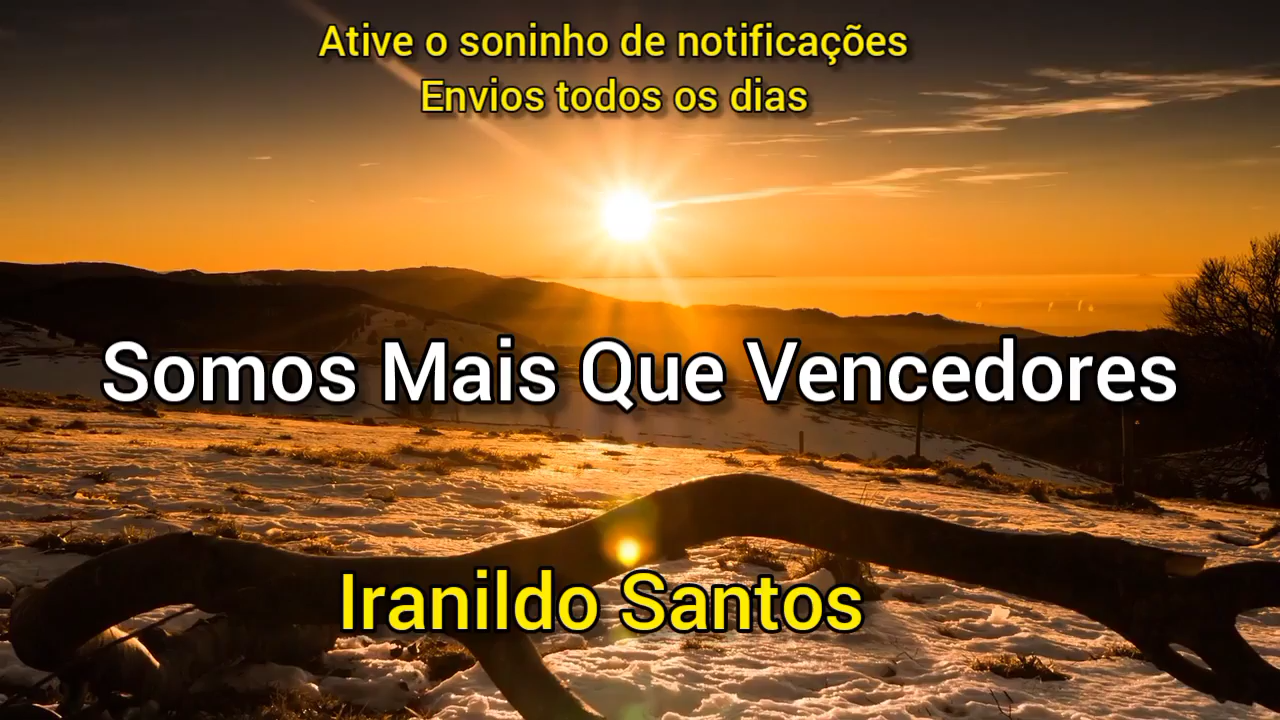 Ative o soninho de notificações
Envios todos os dias
Somos Mais Que Vencedores
Iranildo Santos